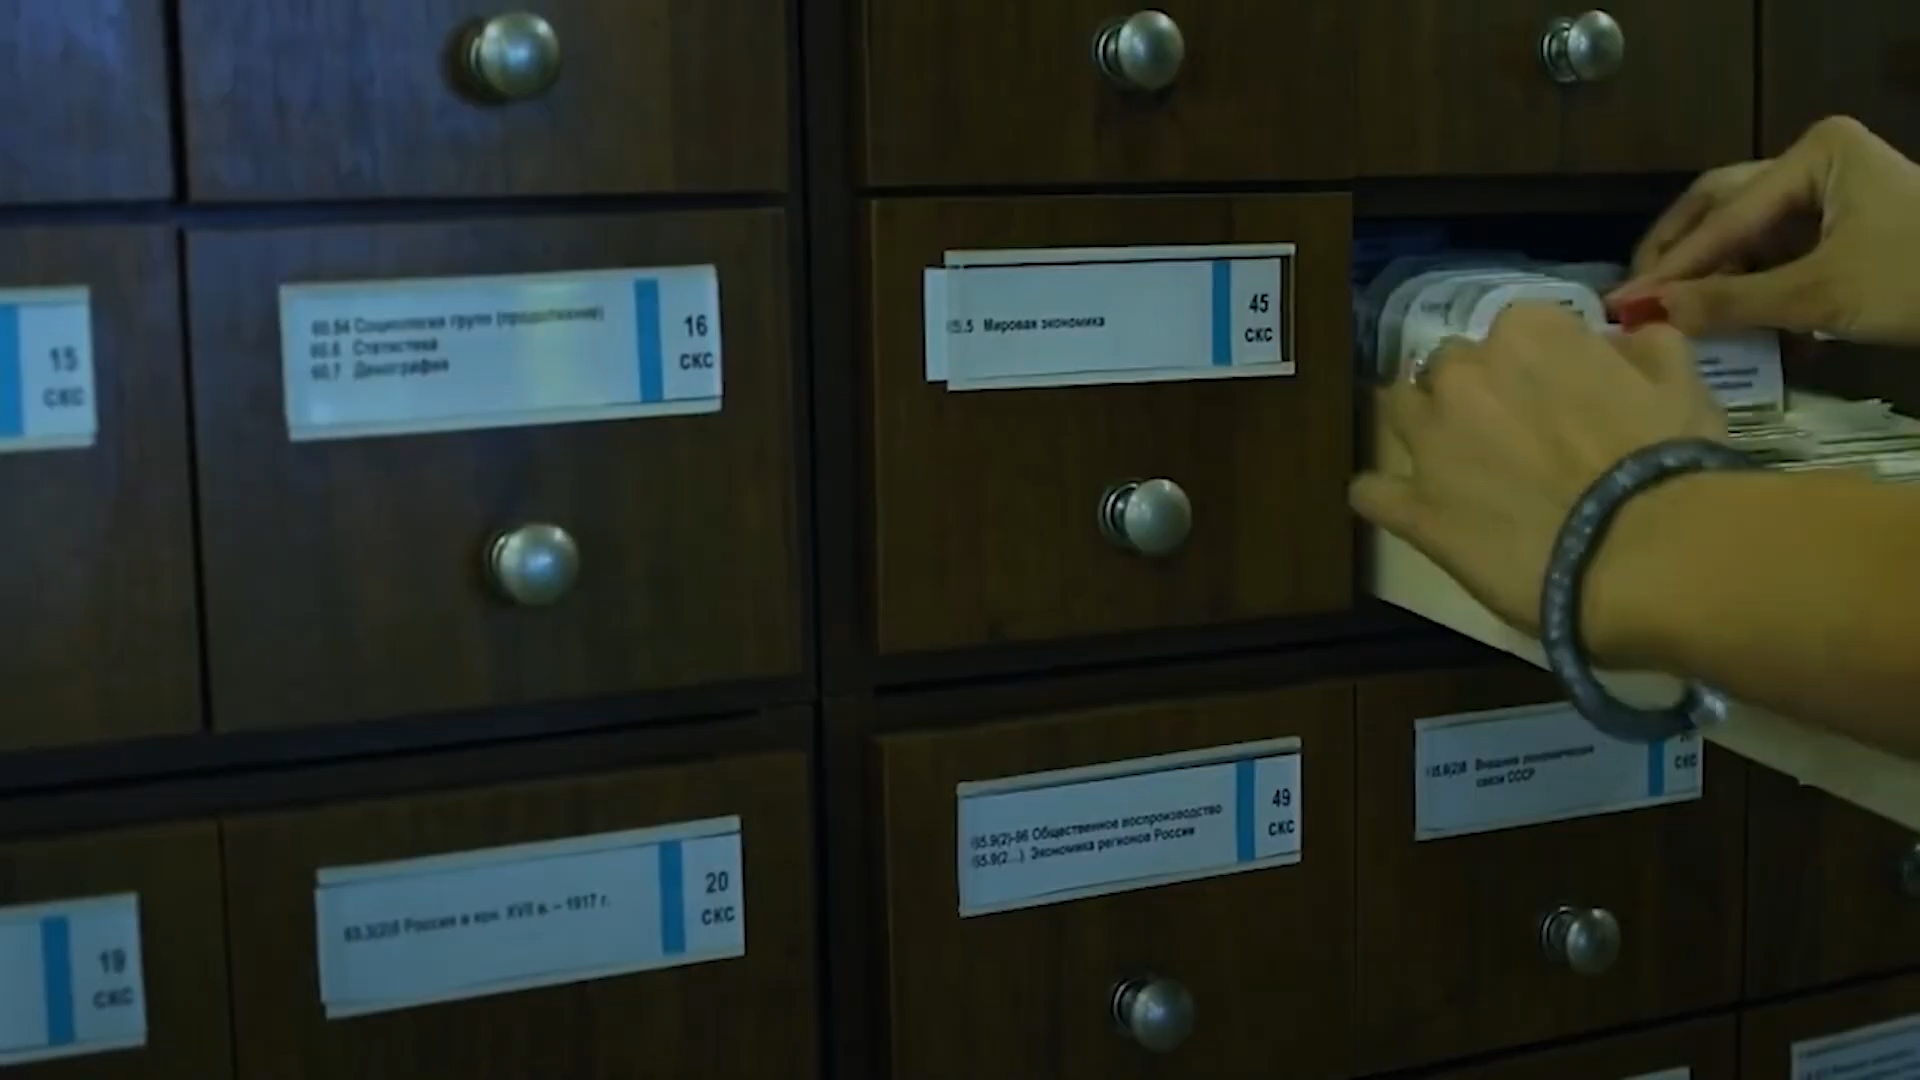 15
СКС
60.54 Социология групп (продолжение)
60.6 Статистика
60.7 Демография
16
СКС
65.5 Мировая экономика
45
СКС
65.9(2)-96 Общественное воспроизводство
65.9(2...) Экономика регионов России
49
СКС
65.9(2)8 Внешние экономические
связи СССР
СКС
63.3(2)5 Россия в кон. XVII в. – 1917 г.
20
СКС
19
СКС